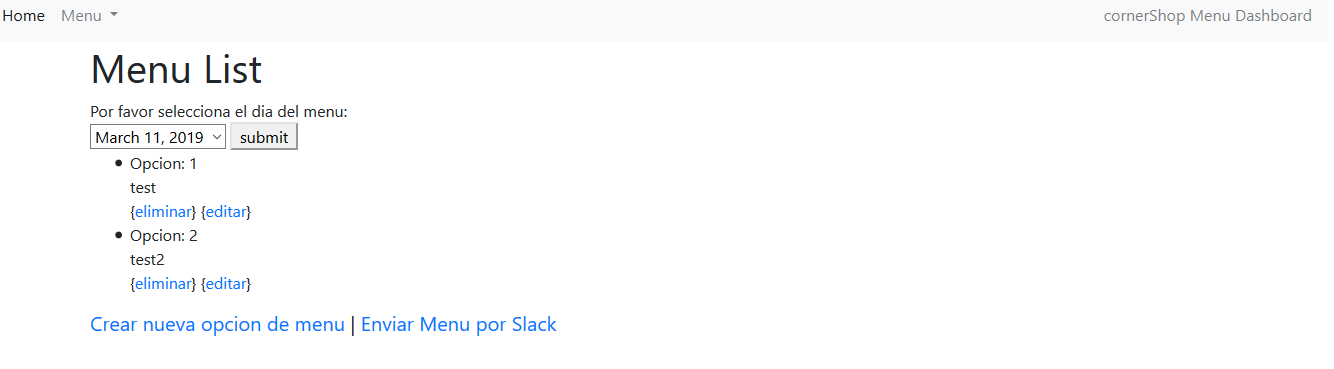 Home Menu cornerShop Menu Dashboard
Menu List
Por favor selecciona el dia del menu:
March 11, 2019 submit
Opcion: 1
test
{eliminar} {editar}
Opcion: 2
test2
{eliminar} {editar}
Crear nueva opcion de menu | Enviar Menu por Slack